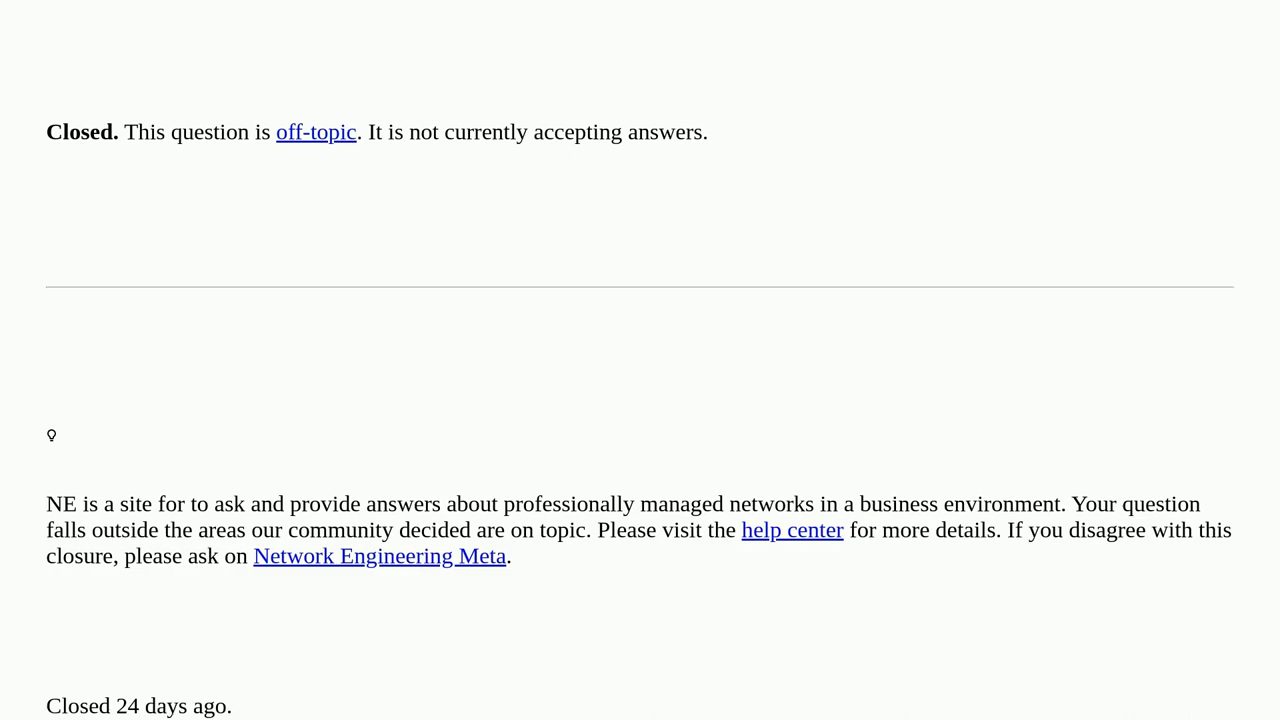 Closed. This question is off-topic. It is not currently accepting answers.
NE is a site for to ask and provide answers about professionally managed networks in a business environment. Your question
falls outside the areas our community decided are on topic. Please visit the help center for more details. If you disagree with this
closure, please ask on Network Engineering Meta.
Closed 24 days ago.